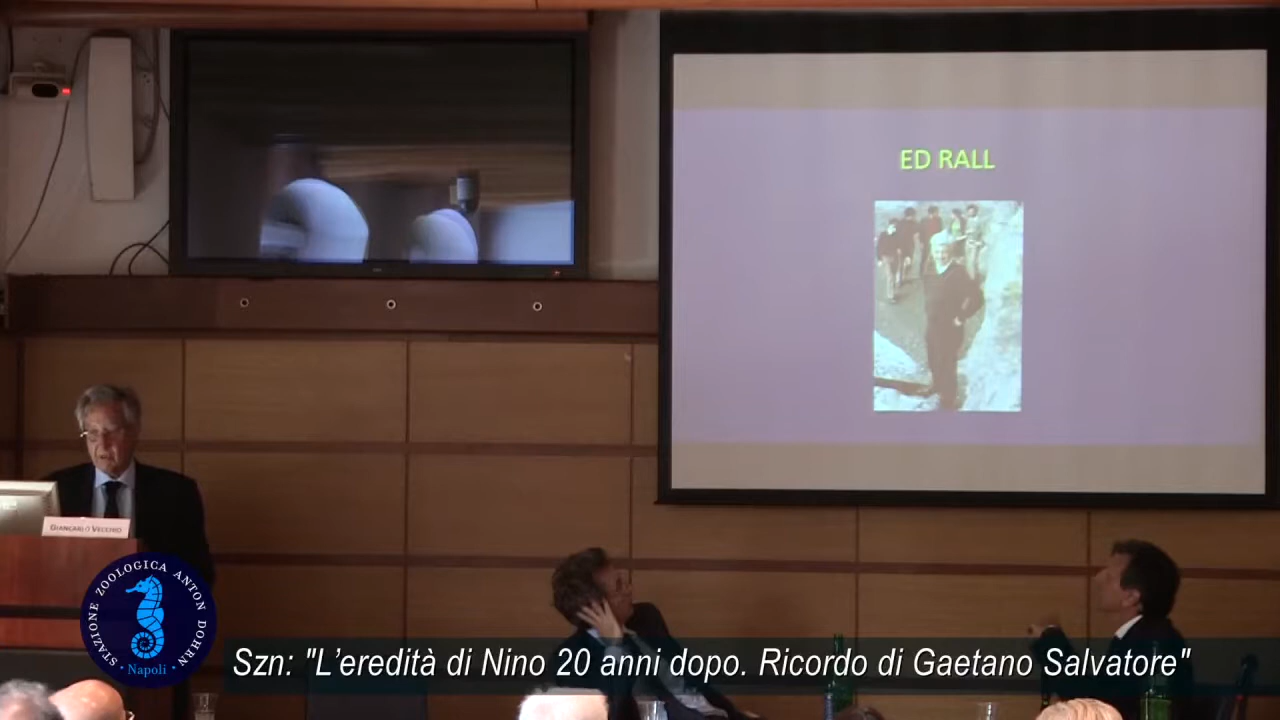 ED RALL
GIANCARLO VECCHIO
STAZIONE ZOOLOGICA ANTON DOHRN
· Napoli ·
Szn: "L'eredità di Nino 20 anni dopo. Ricordo di Gaetano Salvatore"